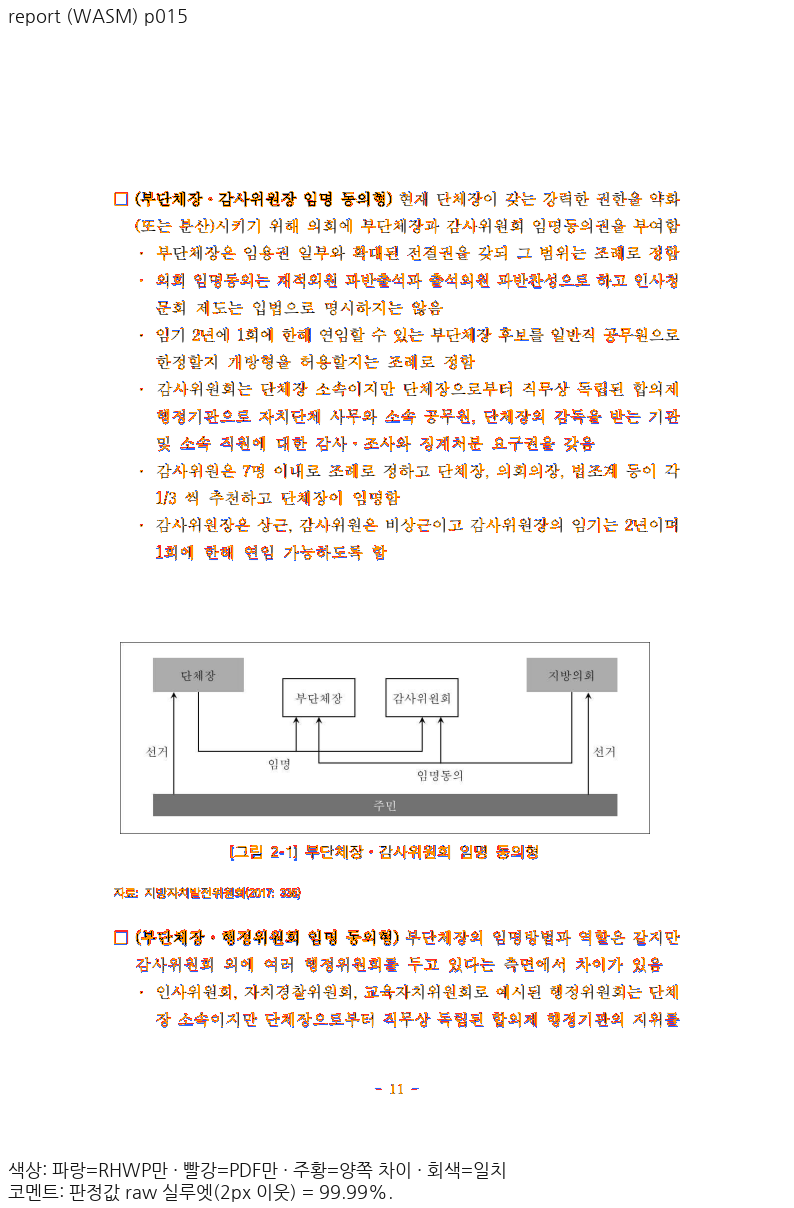 report (WASM) p015
□ (부단체장·감사위원장 임명 동의형) 현재 단체장이 갖는 강력한 권한을 약화
(또는 분산)시키기 위해 의회에 부단체장과 감사위원회 임명동의권을 부여함
· 부단체장은 임용권 일부와 확대된 전결권을 갖되 그 범위는 조례로 정함
· 의회 임명동의는 재적의원 과반출석과 출석의원 과반찬성으로 하고 인사청
문회 제도는 입법으로 명시하지는 않음
· 임기 2년에 1회에 한해 연임할 수 있는 부단체장 후보를 일반직 공무원으로
한정할지 개방형을 허용할지는 조례로 정함
· 감사위원회는 단체장 소속이지만 단체장으로부터 직무상 독립된 합의제
행정기관으로 자치단체 사무와 소속 공무원, 단체장의 감독을 받는 기관
및 소속 직원에 대한 감사·조사와 징계처분 요구권을 갖음
· 감사위원은 7명 이내로 조례로 정하고 단체장, 의회의장, 법조계 등이 각
1/3 씩 추천하고 단체장이 임명함
· 감사위원장은 상근, 감사위원은 비상근이고 감사위원장의 임기는 2년이며
1회에 한해 연임 가능하도록 함
단체장
지방의회
부단체장
감사위원회
선거
선거
임명
임명동의
주민
[그림 2-1] 부단체장·감사위원회 임명 동의형
자료: 지방자치발전위원회(2017:
□ (부단체장·행정위원회 임명 동의형) 부단체장의 임명방법과 역할은 같지만
감사위원회 외에 여러 행정위원회를 두고 있다는 측면에서 차이가 있음
· 인사위원회, 자치경찰위원회, 교육자치위원회로 예시된 행정위원회는 단체
장 소속이지만 단체장으로부터 직무상 독립된 합의제 행정기관의 지위를
- 11 -
색상: 파랑=RHWP만 · 빨강=PDF만 · 주황=양쪽 차이 · 회색=일치
코멘트: 판정값 raw 실루엣(2px 이웃) = 99.99%.